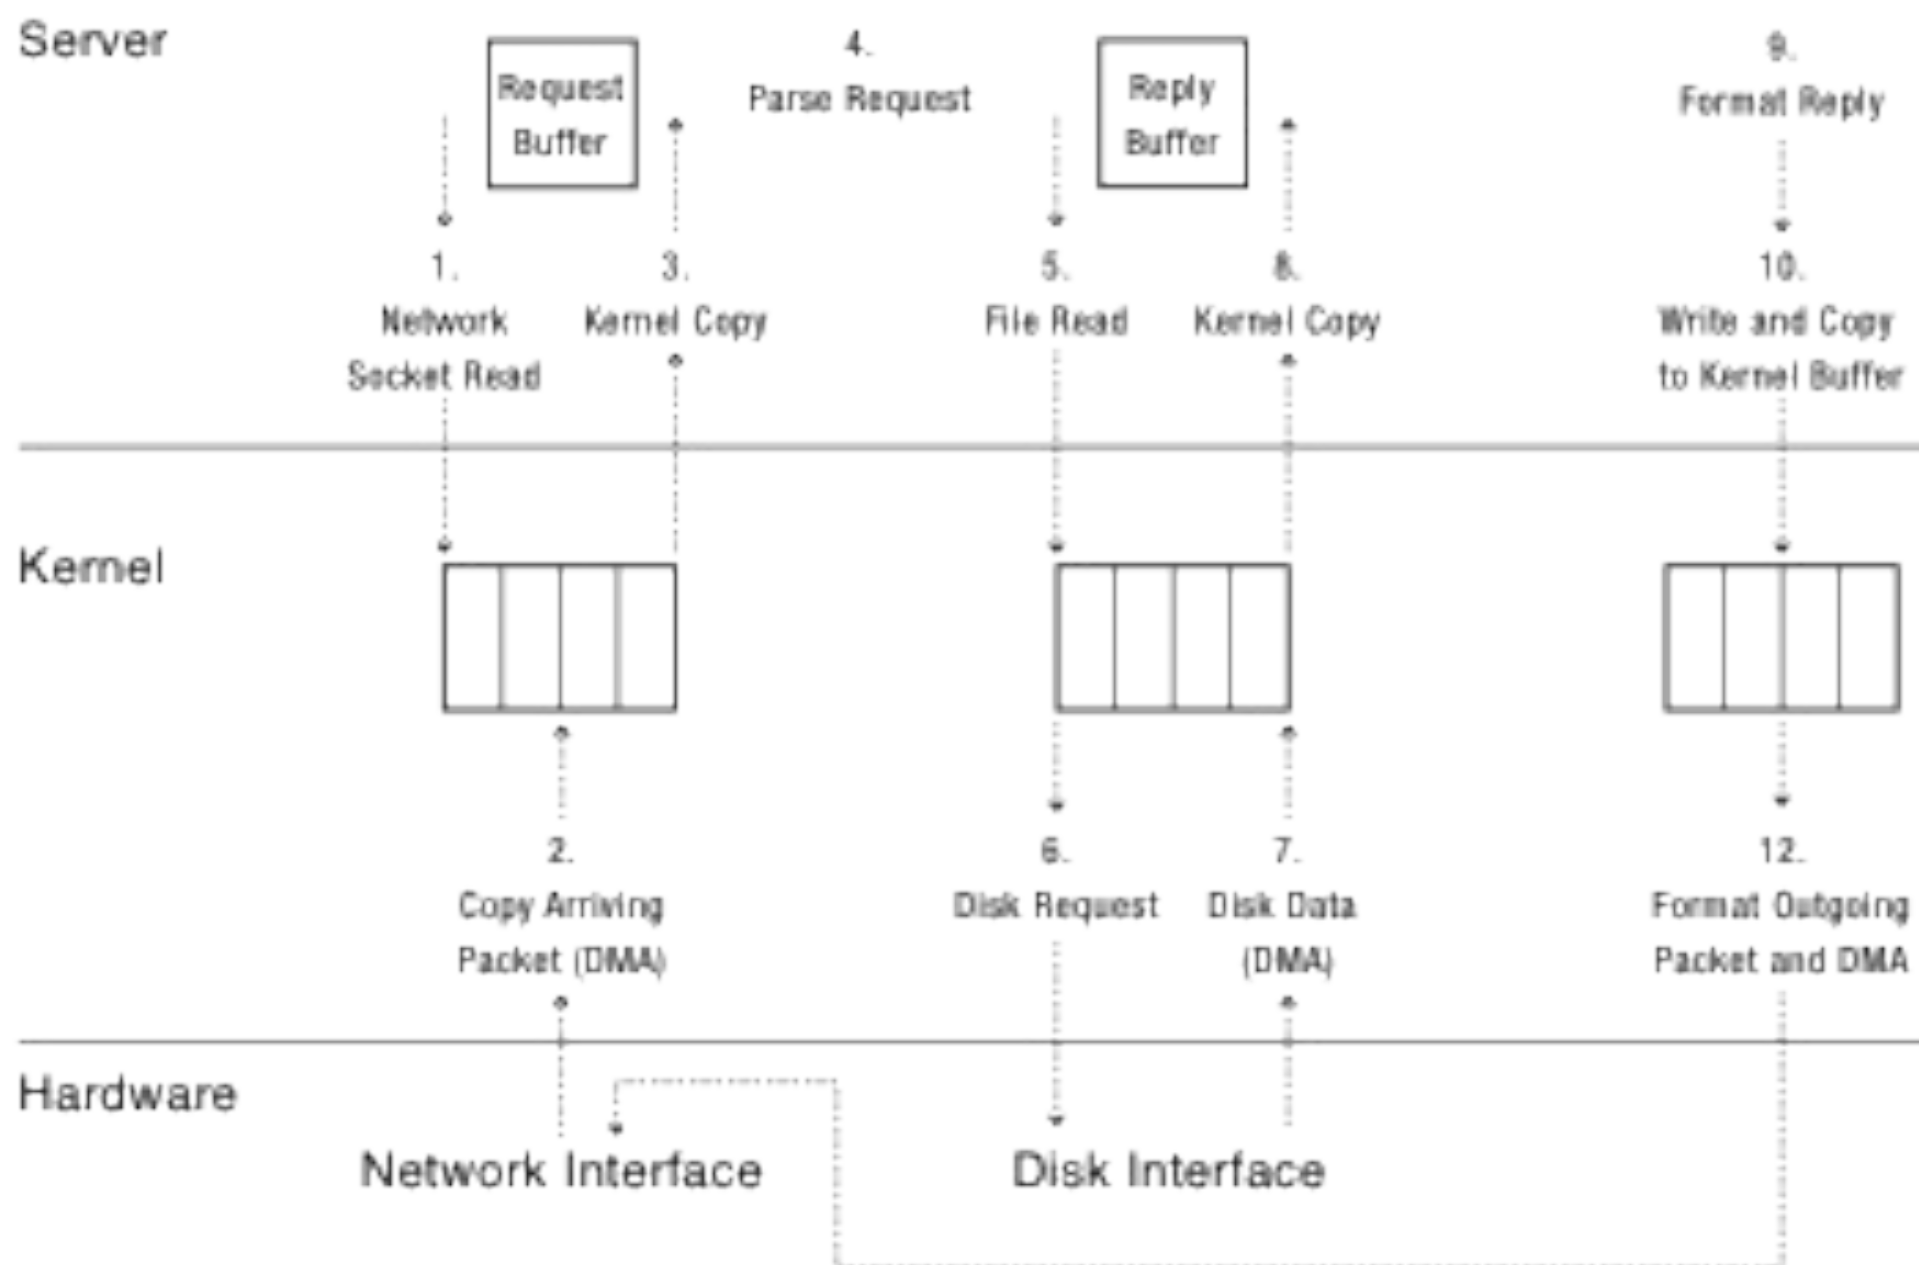 Server
Request
Buffer
4.
Parse Request
Reply
Buffer
9.
Format Reply
1.
Network
Socket Read
3.
Kernel Copy
5.
File Read
8.
Kernel Copy
10.
Write and Copy
to Kernel Buffer
Kernel
2.
Copy Arriving
Packet (DMA)
6.
Disk Request
7.
Disk Data
(DMA)
12.
Format Outgoing
Packet and DMA
Hardware
Network Interface
Disk Interface